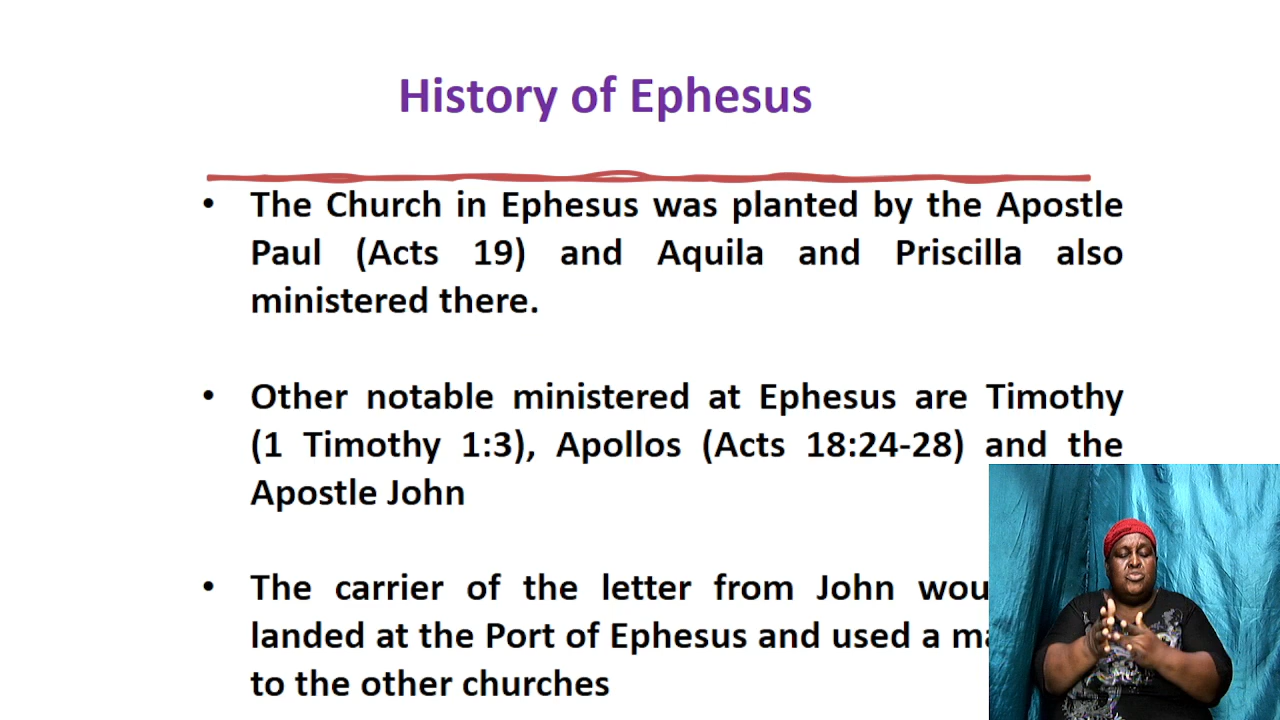 History of Ephesus
• The Church in Ephesus was planted by the Apostle
Paul (Acts 19) and Aquila and Priscilla also
ministered there.
• Other notable ministered at Ephesus are Timothy
(1 Timothy 1:3), Apollos (Acts 18:24-28) and the
Apostle John
• The carrier of the letter from John
landed at the Port of Ephesus and used a
to the other churches